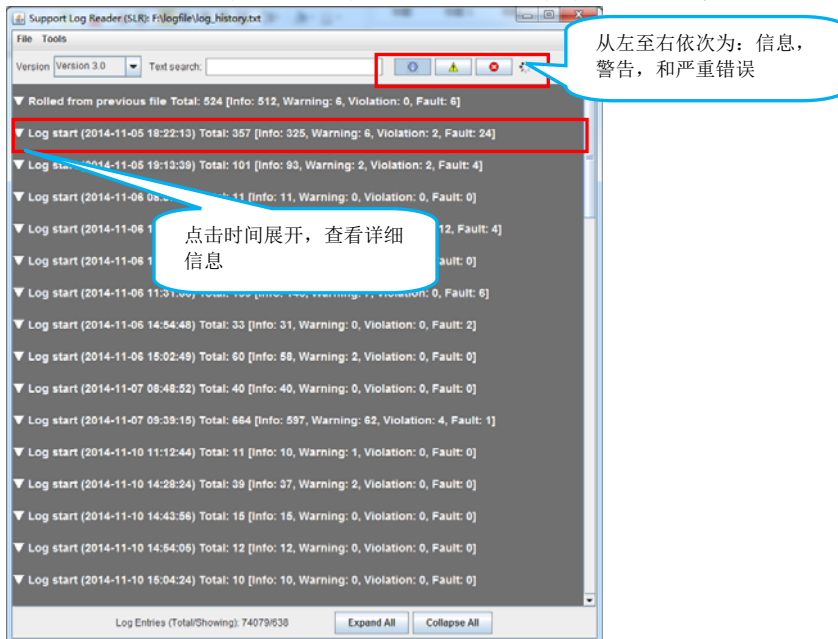 Support Log Reader (SLR): F:\logfile\log_history.txt
File Tools
Version Version 3.0 Text search:
从左至右依次为：信息，
警告，和严重错误
Rolled from previous file Total: 524 [Info: 512, Warning: 6, Violation: 0, Fault: 6]
Log start (2014-11-05 18:22:13) Total: 357 [Info: 325, Warning: 6, Violation: 2, Fault: 24]
Log start (2014-11-05 19:13:39) Total: 101 [Info: 93, Warning: 2, Violation: 2, Fault: 4]
Log start (2014-11-06 11 [Info: 11, Warning: 0, Violation: 0, Fault: 0]
Log start (2014-11-06 1 12, Fault: 4]
Log start (2014-11-06 1 ault: 0]
点击时间展开，查看详细
信息
Log start (2014-11-06 Violation: 0, Fault: 6]
Log start (2014-11-06 14:54:48) Total: 33 [Info: 31, Warning: 0, Violation: 0, Fault: 2]
Log start (2014-11-06 15:02:49) Total: 60 [Info: 58, Warning: 2, Violation: 0, Fault: 0]
Log start (2014-11-07 08:48:52) Total: 40 [Info: 40, Warning: 0, Violation: 0, Fault: 0]
Log start (2014-11-07 09:39:15) Total: 664 [Info: 597, Warning: 62, Violation: 4, Fault: 1]
Log start (2014-11-10 11:12:44) Total: 11 [Info: 10, Warning: 1, Violation: 0, Fault: 0]
Log start (2014-11-10 14:28:24) Total: 39 [Info: 37, Warning: 2, Violation: 0, Fault: 0]
Log start (2014-11-10 14:43:56) Total: 15 [Info: 15, Warning: 0, Violation: 0, Fault: 0]
Log start (2014-11-10 14:54:05) Total: 12 [Info: 12, Warning: 0, Violation: 0, Fault: 0]
Log start (2014-11-10 15:04:24) Total: 10 [Info: 10, Warning: 0, Violation: 0, Fault: 0]
Log Entries (Total/Showing): 74079/638 Expand All Collapse All